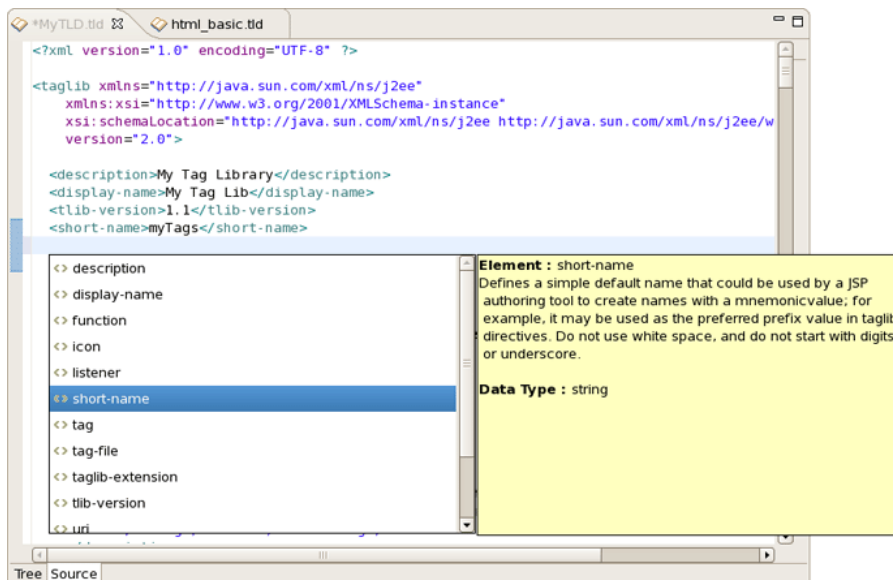 *MyTLD.tld html_basic.tld
<?xml version="1.0" encoding="UTF-8" ?>
<taglib xmlns="http://java.sun.com/xml/ns/j2ee"
xmlns:xsi="http://www.w3.org/2001/XMLSchema-instance"
xsi:schemaLocation="http://java.sun.com/xml/ns/j2ee http://java.sun.com/xml/ns/j2ee/w
version="2.0">
<description>My Tag Library</description>
<display-name>My Tag Lib</display-name>
<tlib-version>1.1</tlib-version>
<short-name>myTags</short-name>
<> description
<> display-name
<> function
<> icon
<> listener
<> short-name
<> tag
<> tag-file
<> taglib-extension
<> tlib-version
<> uri
Element : short-name
Defines a simple default name that could be used by a JSP
authoring tool to create names with a mnemonicvalue; for
example, it may be used as the preferred prefix value in taglib
directives. Do not use white space, and do not start with digits
or underscore.
Data Type : string
Tree Source